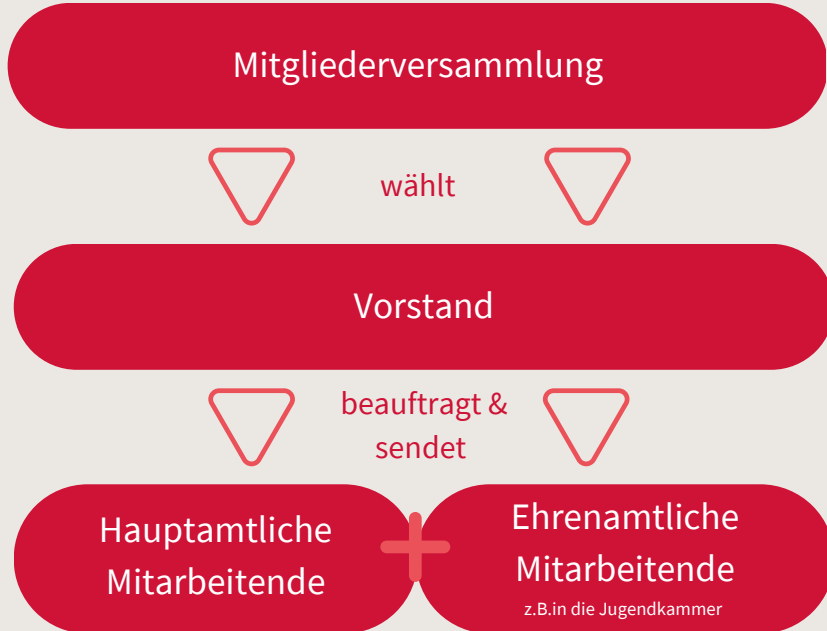 Mitgliederversammlung
wählt
Vorstand
beauftragt &
sendet
Hauptamtliche
Mitarbeitende
Ehrenamtliche
Mitarbeitende
z.B.in die Jugendkammer